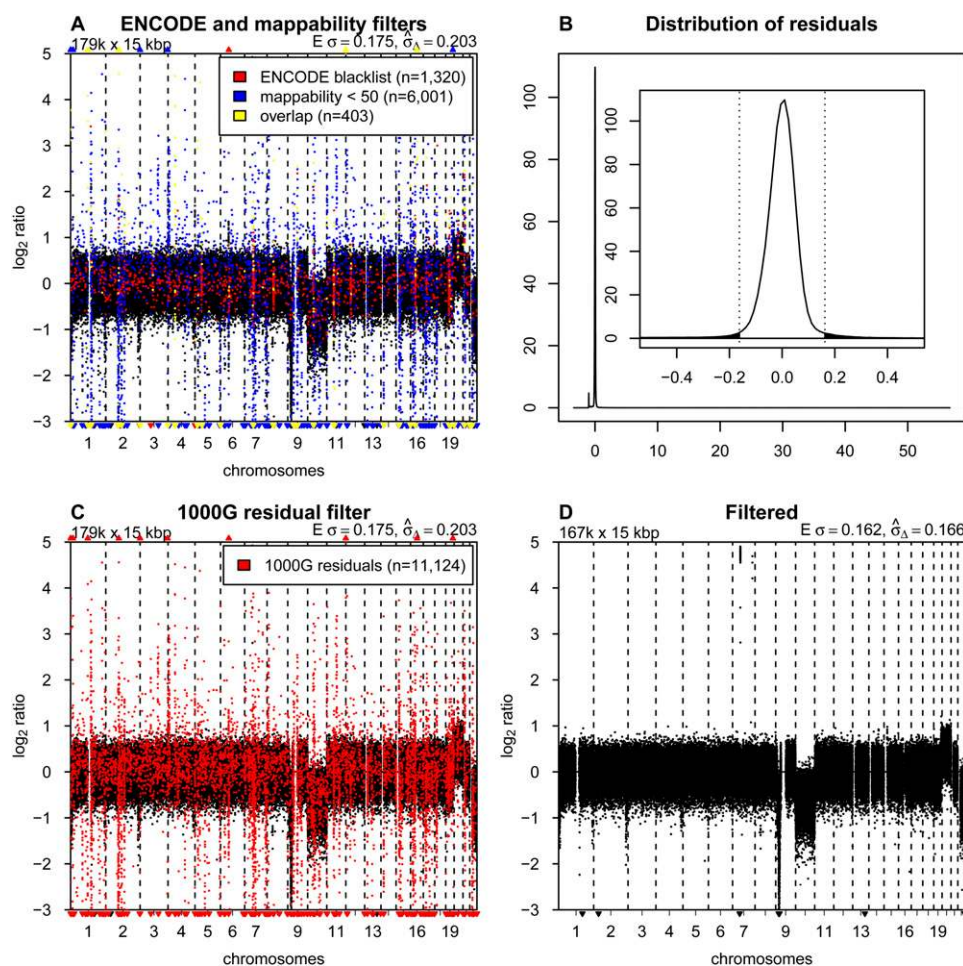 A ENCODE and mappability filters
179k x 15 kbp
E σ = 0.175, σ̂Δ = 0.203
ENCODE blacklist (n=1,320)
mappability < 50 (n=6,001)
overlap (n=403)
5
4
3
2
1
0
−1
−2
−3
log2 ratio
1 2 3 4 5 6 7 9 11 13 16 19
chromosomes
B Distribution of residuals
100
80
60
40
20
0
100
80
60
40
20
0
−0.4 −0.2 0.0 0.2 0.4
0 10 20 30 40 50
C 1000G residual filter
179k x 15 kbp
E σ = 0.175, σ̂Δ = 0.203
1000G residuals (n=11,124)
5
4
3
2
1
0
−1
−2
−3
log2 ratio
1 2 3 4 5 6 7 9 11 13 16 19
chromosomes
D Filtered
167k x 15 kbp
E σ = 0.162, σ̂Δ = 0.166
5
4
3
2
1
0
−1
−2
−3
log2 ratio
1 2 3 4 5 6 7 9 11 13 16 19
chromosomes